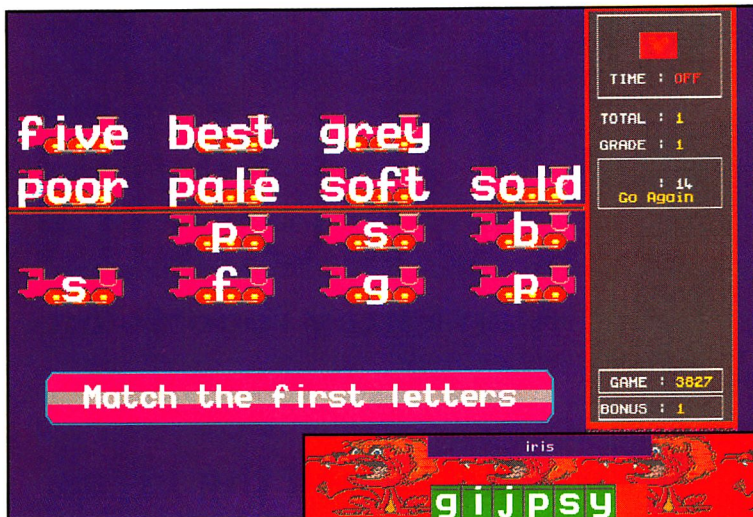 five best grey
poor pale soft sold
p s b
s f g p
Match the first letters
TIME : OFF
TOTAL : 1
GRADE : 1
: 14
Go Again
GAME : 3827
BONUS : 1
iris
gijpsy